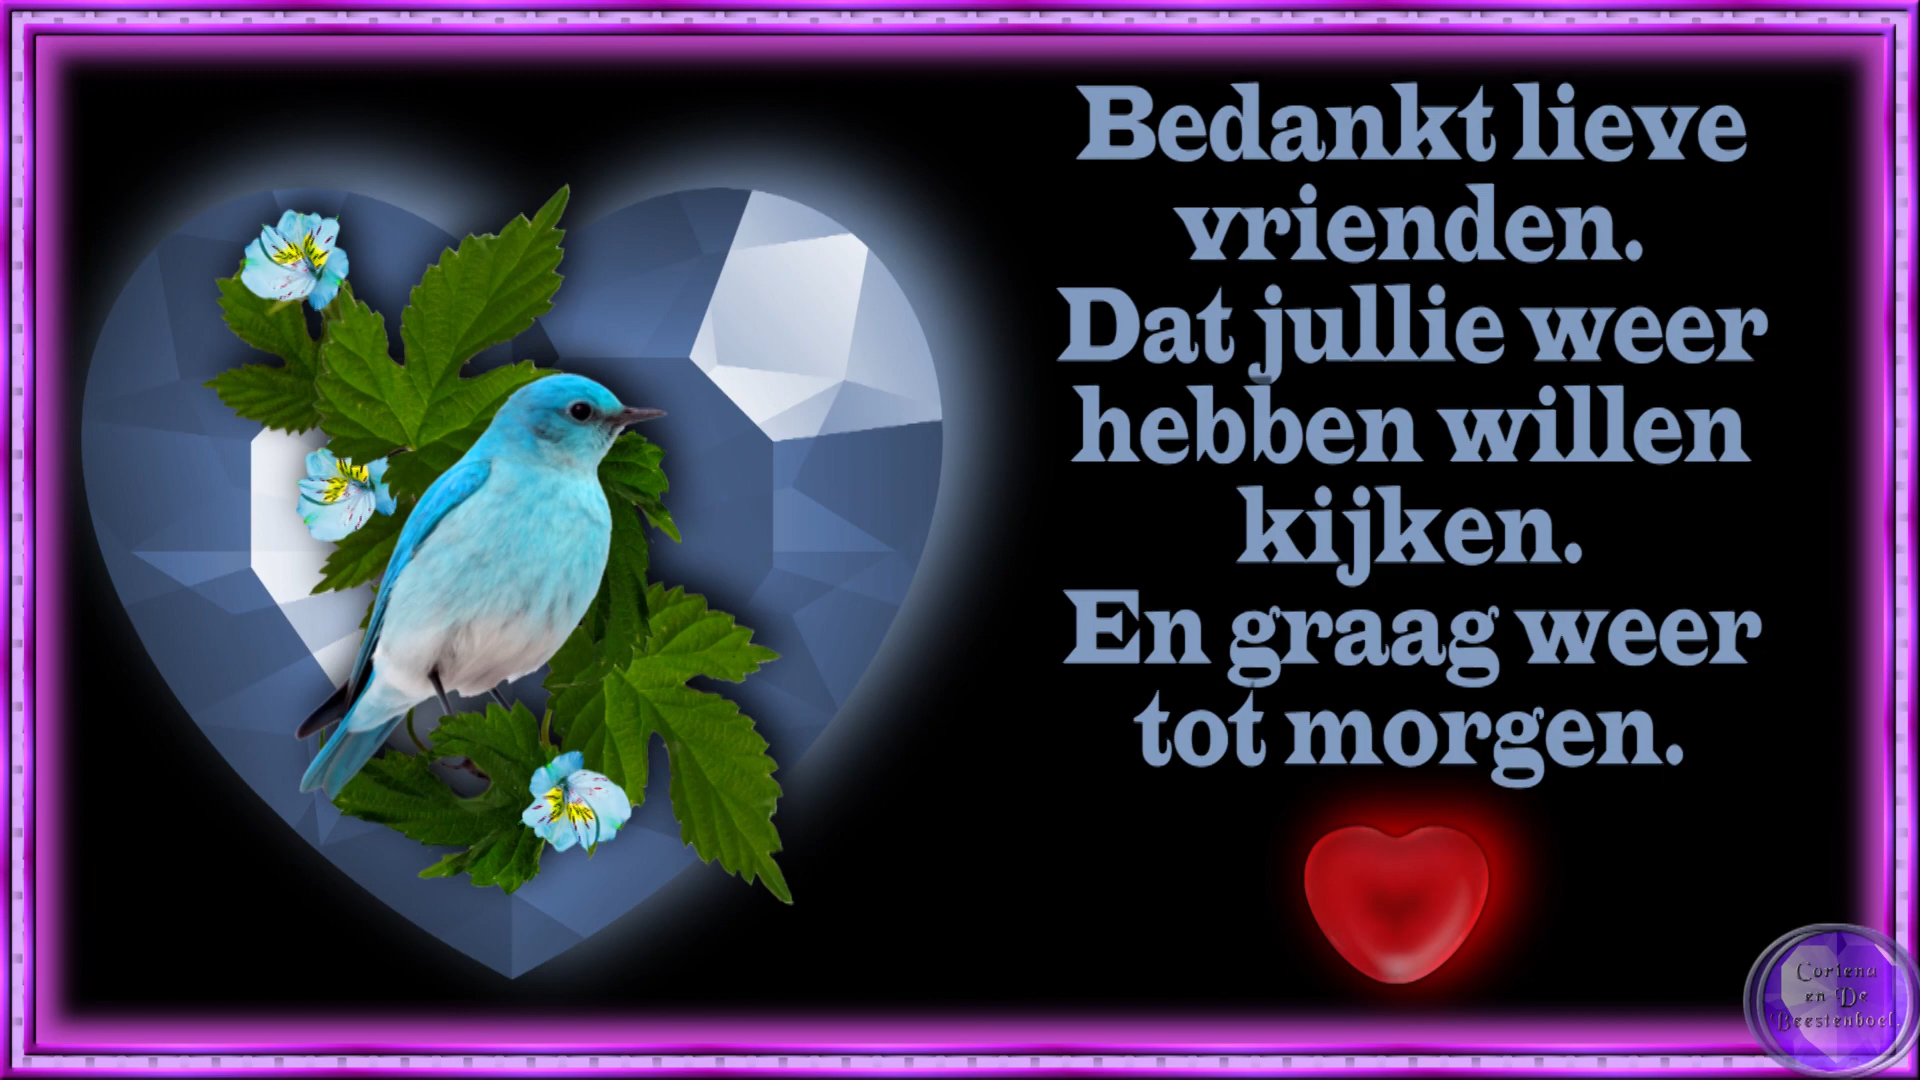 Bedankt lieve
vrienden.
Dat jullie weer
hebben willen
kijken.
En graag weer
tot morgen.
Coriena
en De
Beestenboel.